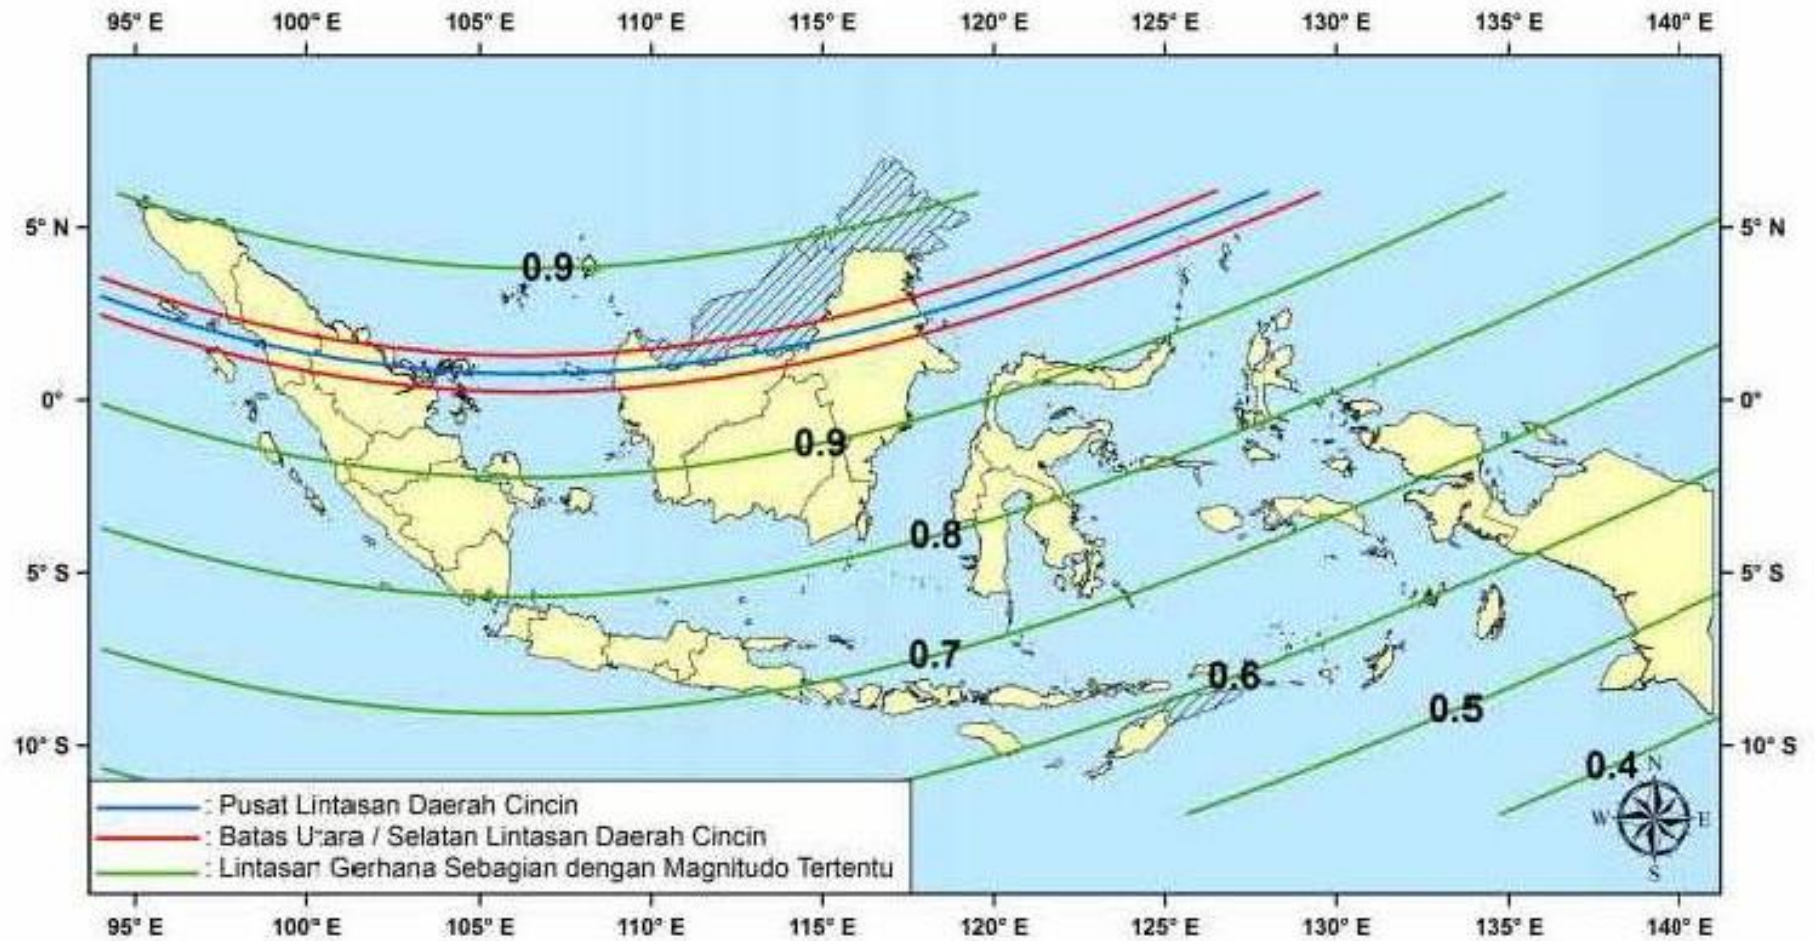 95° E 100° E 105° E 110° E 115° E 120° E 125° E 130° E 135° E 140° E
5° N 5° N
0.9
0° 0°
0.9
0.8
5° S 5° S
0.7
0.6
0.5
10° S 10° S
0.4
N
W E
S
: Pusat Lintasan Daerah Cincin
: Batas Utara / Selatan Lintasan Daerah Cincin
: Lintasan Gerhana Sebagian dengan Magnitudo Tertentu
95° E 100° E 105° E 110° E 115° E 120° E 125° E 130° E 135° E 140° E